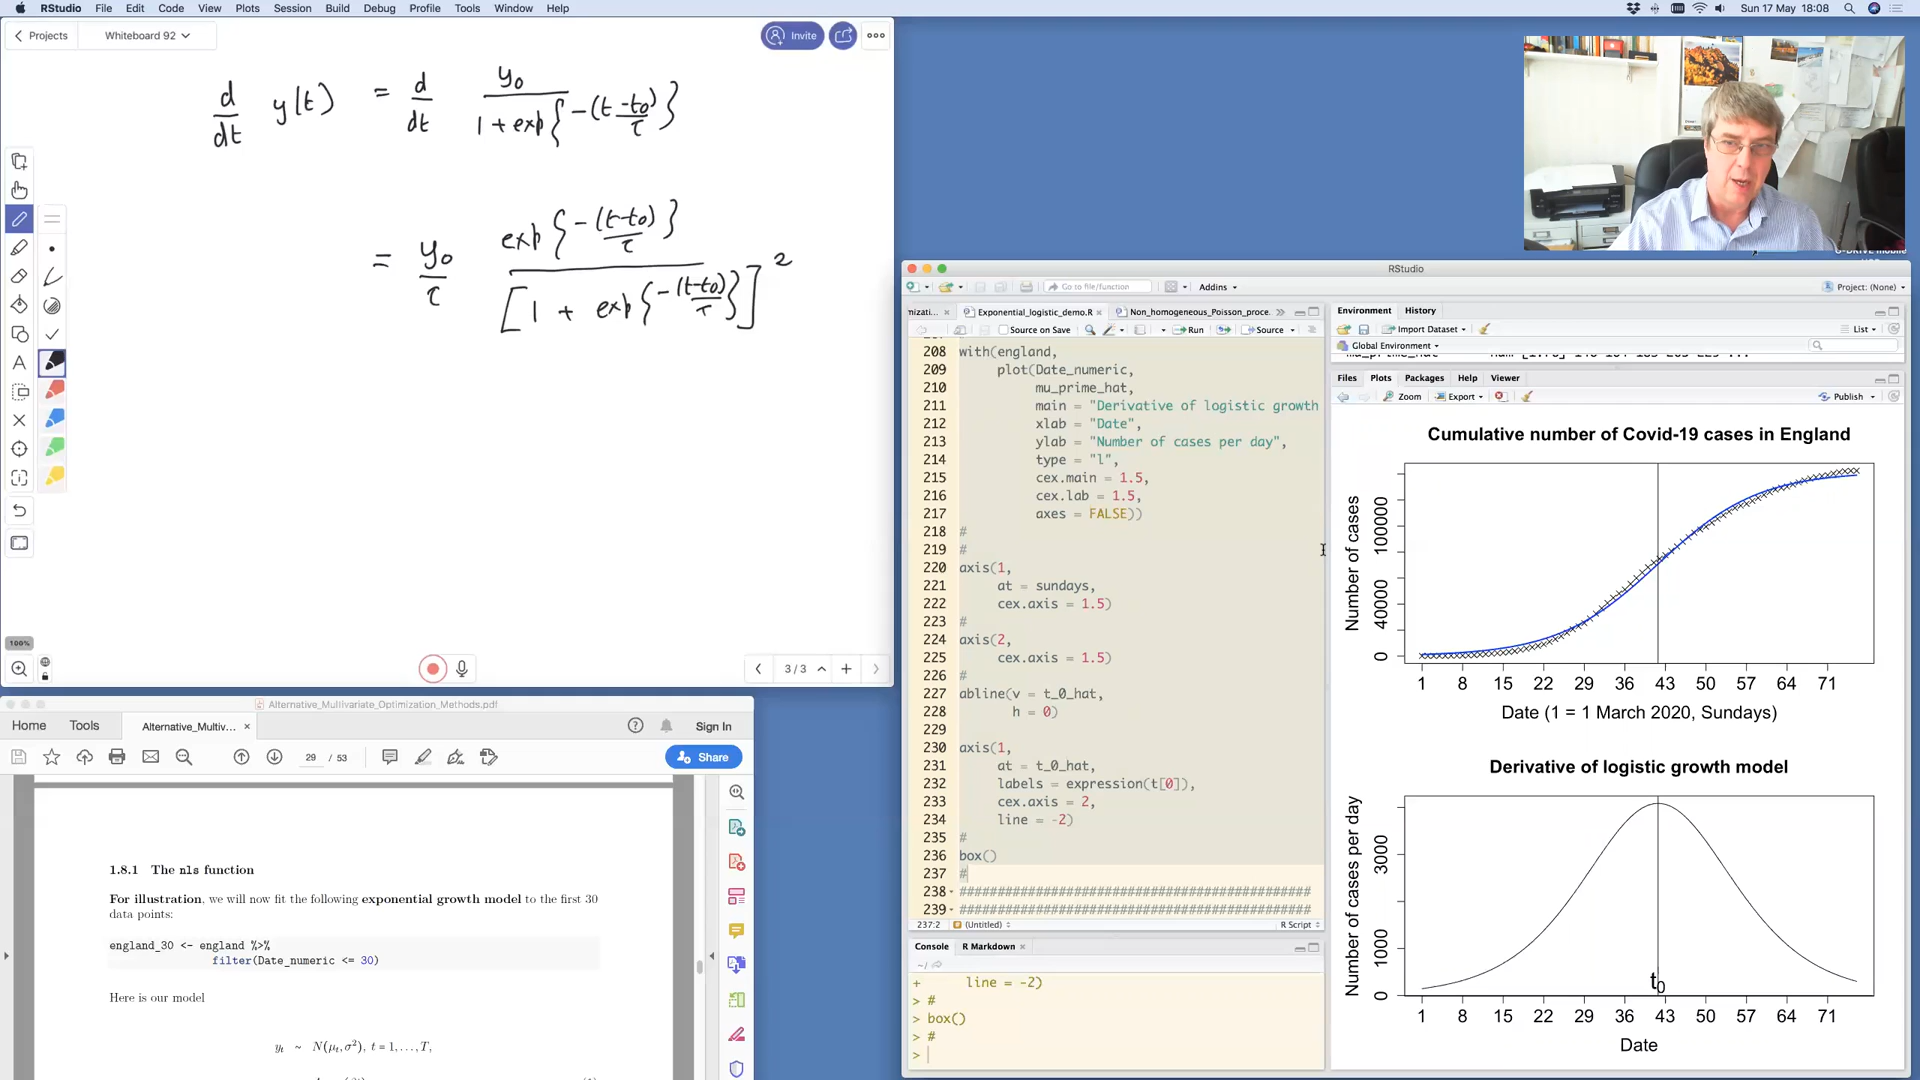 RStudio File Edit Code View Plots Session Build Debug Profile Tools Window Help Sun 17 May 18:08
Projects Whiteboard 92 Invite
d/dt y(t) = d/dt y0 / 1 + exp{-(t-t0)/τ}
= y0/τ exp{-(t-t0)/τ} / [1 + exp{-(t-t0)/τ}]^2
100%
3 / 3
Alternative_Multivariate_Optimization_Methods.pdf
Home Tools Alternative_Multiv... × Sign In
29 / 53 Share
1.8.1 The nls function
For illustration, we will now fit the following exponential growth model to the first 30
data points:
england_30 <- england %>%
filter(Date_numeric <= 30)
Here is our model
yt ~ N(μt, σ²), t = 1, . . . , T,
RStudio
Go to file/function Addins Project: (None)
mizati... Exponential_logistic_demo.R × Non_homogeneous_Poisson_proce.
Source on Save Run Source
208 with(england,
209 plot(Date_numeric,
210 mu_prime_hat,
211 main = "Derivative of logistic growth
212 xlab = "Date",
213 ylab = "Number of cases per day",
214 type = "l",
215 cex.main = 1.5,
216 cex.lab = 1.5,
217 axes = FALSE))
218 #
219 #
220 axis(1,
221 at = sundays,
222 cex.axis = 1.5)
223 #
224 axis(2,
225 cex.axis = 1.5)
226 #
227 abline(v = t_0_hat,
228 h = 0)
229
230 axis(1,
231 at = t_0_hat,
232 labels = expression(t[0]),
233 cex.axis = 2,
234 line = -2)
235 #
236 box()
237 #
238 ##############################################
239 ##############################################
237:2 (Untitled) R Script
Console R Markdown ×
~/
+ line = -2)
> #
> box()
> #
>
Environment History
Import Dataset List
Global Environment
Files Plots Packages Help Viewer
Zoom Export Publish
Cumulative number of Covid-19 cases in England
Number of cases
0 40000 100000
1 8 15 22 29 36 43 50 57 64 71
Date (1 = 1 March 2020, Sundays)
Derivative of logistic growth model
Number of cases per day
0 1000 3000
t0
1 8 15 22 29 36 43 50 57 64 71
Date